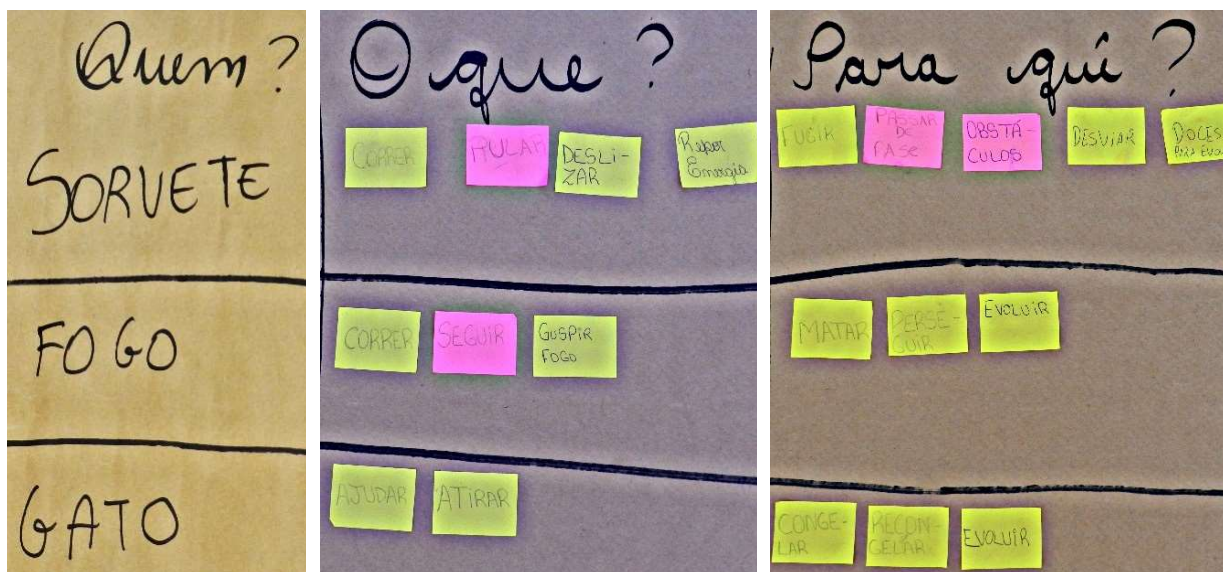 Quem?
SORVETE
FOGO
GATO
O que?
CORRER
PULAR
DESLI-
ZAR
Repor
Energia
CORRER
SEGUIR
GUSPIR
FOGO
AJUDAR
ATIRAR
Para quê?
FUGIR
PASSAR
DE
FASE
OBSTÁ-
CULOS
DESVIAR
DOCES
MATAR
PERSE-
GUIR
EVOLUIR
CONGE-
LAR
RECON-
GELAR
EVOLUIR